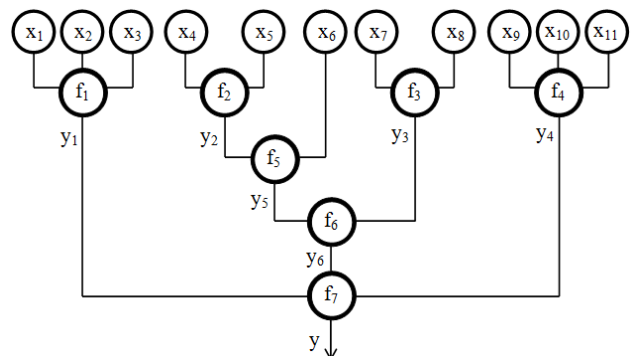 x₁ x₂ x₃ x₄ x₅ x₆ x₇ x₈ x₉ x₁₀ x₁₁
f₁ f₂ f₃ f₄
y₁ y₂ y₃ y₄
f₅
y₅
f₆
y₆
f₇
y